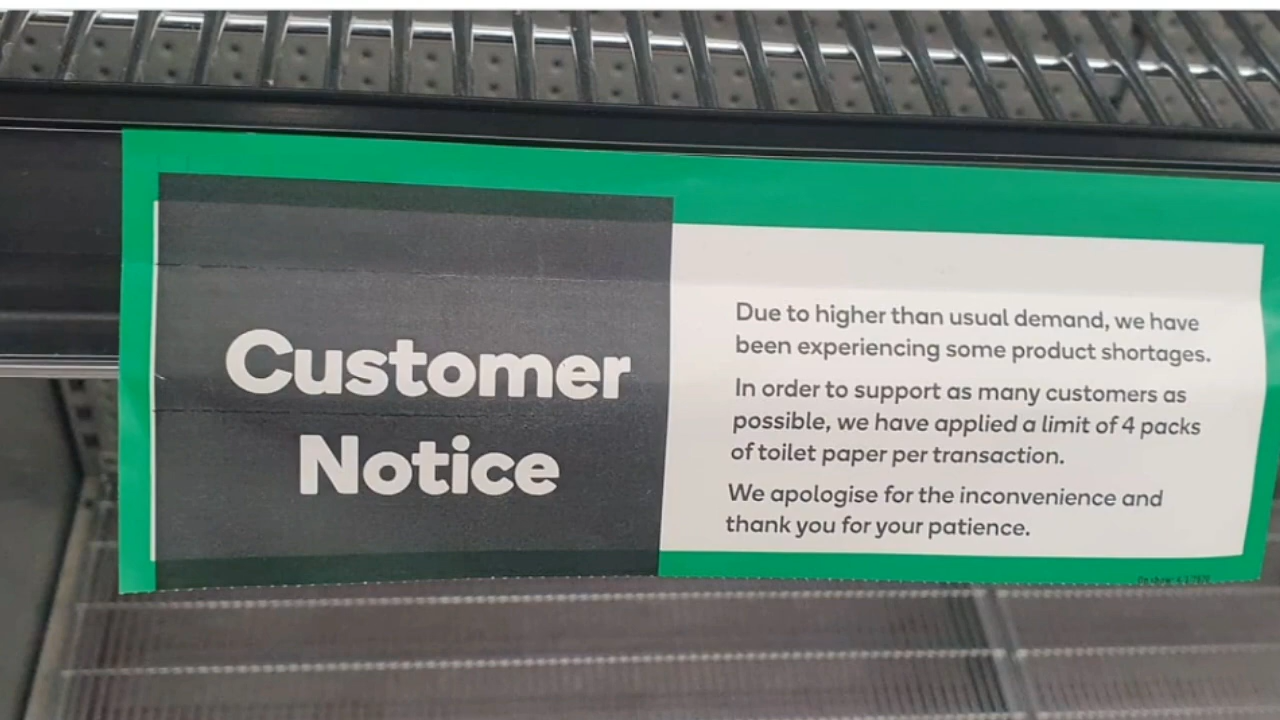 Customer
Notice
Due to higher than usual demand, we have
been experiencing some product shortages.
In order to support as many customers as
possible, we have applied a limit of 4 packs
of toilet paper per transaction.
We apologise for the inconvenience and
thank you for your patience.